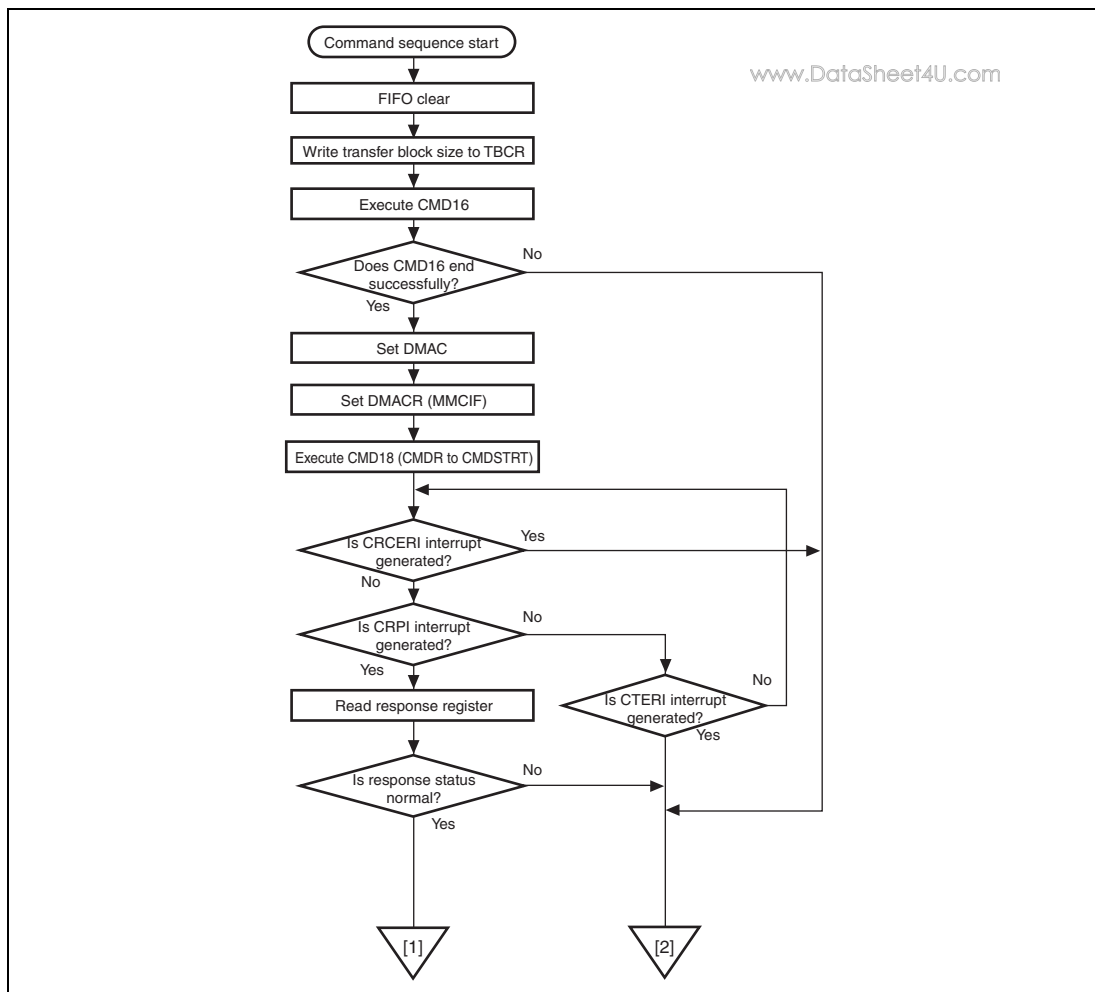 Command sequence start
www.DataSheet4U.com
FIFO clear
Write transfer block size to TBCR
Execute CMD16
No
Does CMD16 end
successfully?
Yes
Set DMAC
Set DMACR (MMCIF)
Execute CMD18 (CMDR to CMDSTRT)
Is CRCERI interrupt
generated?
Yes
No
Is CRPI interrupt
generated?
No
Yes
Read response register
Is CTERI interrupt
generated?
No
Yes
Is response status
normal?
No
Yes
[1]
[2]